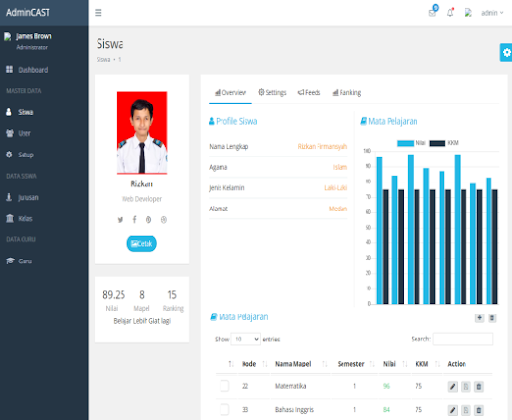 AdminCAST
admin
James Brown
Administrator
Dashboard
MASTER DATA
Siswa
User
Setup
DATA SISWA
Jurusan
Kelas
DATA GURU
Guru
Siswa
Siswa
1
Rizkan
Web Developer
Cetak
89.25 8 15
Nilai Mapel Ranking
Belajar Lebih Giat lagi
Overview Settings Feeds Ranking
Profile Siswa
Nama Lengkap Rizkan Firmansyah
Agama Islam
Jenir Kelamin Laki-Laki
Alamat Medan
Mata Pelajaran
Nilai KKM
100
90
80
70
60
50
40
30
20
10
0
Mata Pelajaran
Show 10 entries Search:
Kode Nama Mapel Semester Nilai KKM Action
22 Matematika 1 96 75
33 Bahasa Inggris 1 84 75